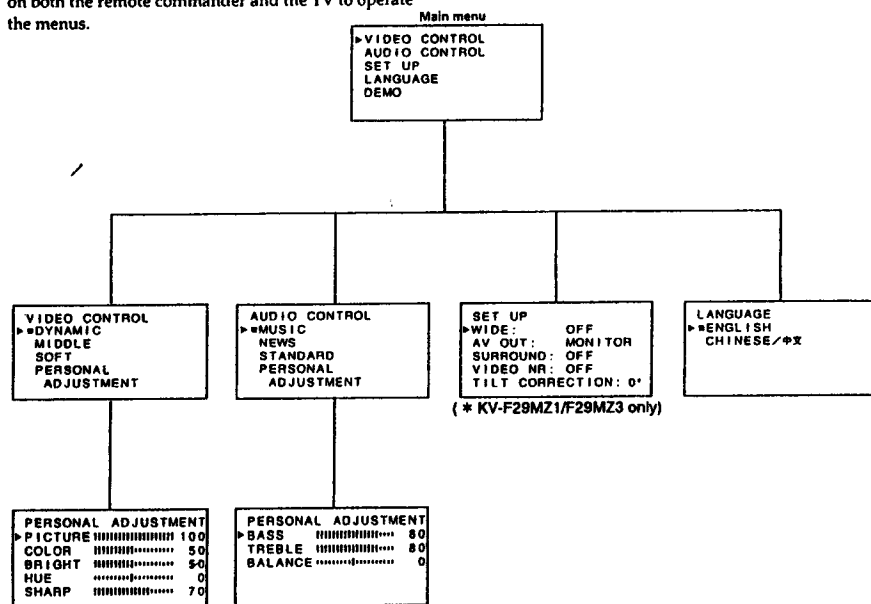 on both the remote commander and the TV to operate
the menus.
Main menu
▶VIDEO CONTROL
AUDIO CONTROL
SET UP
LANGUAGE
DEMO
VIDEO CONTROL
▶■DYNAMIC
MIDDLE
SOFT
PERSONAL
ADJUSTMENT
AUDIO CONTROL
▶■MUSIC
NEWS
STANDARD
PERSONAL
ADJUSTMENT
SET UP
▶WIDE: OFF
AV OUT: MONITOR
SURROUND: OFF
VIDEO NR: OFF
TILT CORRECTION: 0*
( * KV-F29MZ1/F29MZ3 only)
LANGUAGE
▶■ENGLISH
CHINESE/中文
PERSONAL ADJUSTMENT
▶PICTURE 100
COLOR 50
BRIGHT 50
HUE 0
SHARP 70
PERSONAL ADJUSTMENT
▶BASS 80
TREBLE 80
BALANCE 0